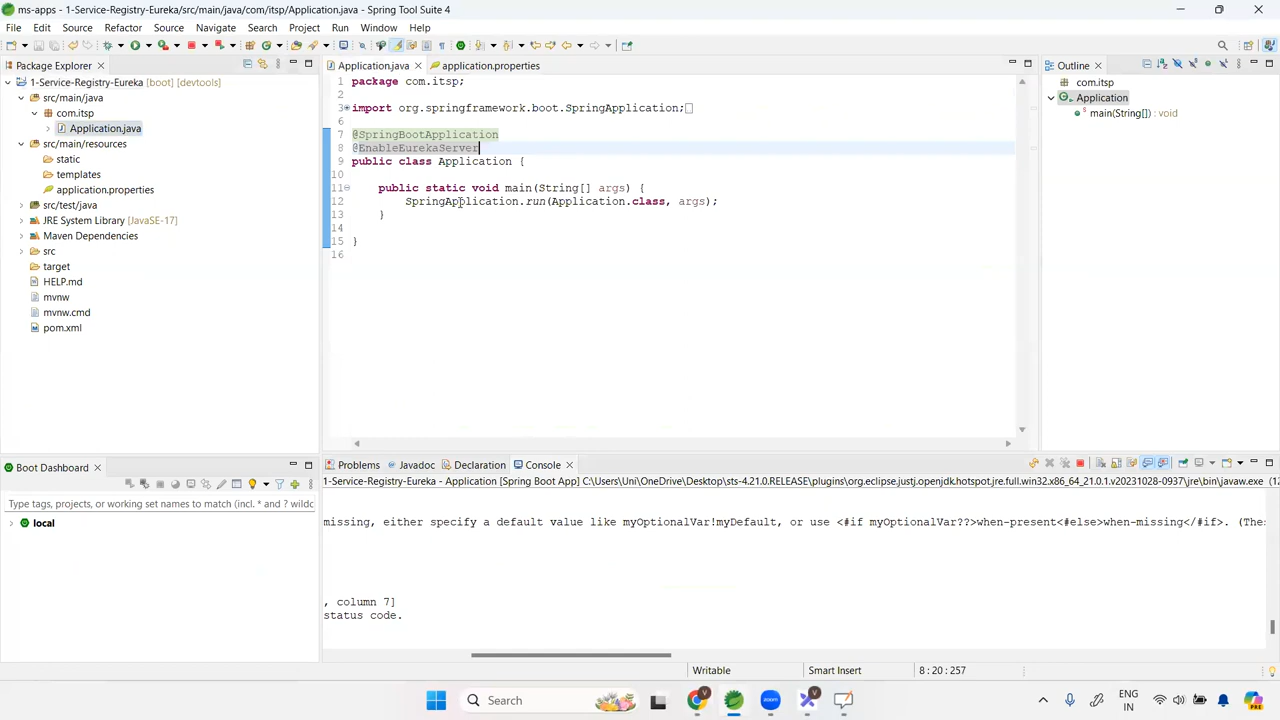 ms-apps - 1-Service-Registry-Eureka/src/main/java/com/itsp/Application.java - Spring Tool Suite 4
File Edit Source Refactor Source Navigate Search Project Run Window Help
Package Explorer
1-Service-Registry-Eureka [boot] [devtools]
src/main/java
com.itsp
Application.java
src/main/resources
static
templates
application.properties
src/test/java
JRE System Library [JavaSE-17]
Maven Dependencies
src
target
HELP.md
mvnw
mvnw.cmd
pom.xml
Application.java application.properties
1 package com.itsp;
2
3 import org.springframework.boot.SpringApplication;
6
7 @SpringBootApplication
8 @EnableEurekaServer
9 public class Application {
10
11 public static void main(String[] args) {
12 SpringApplication.run(Application.class, args);
13 }
14
15 }
16
Outline
com.itsp
Application
main(String[]) : void
Boot Dashboard
Type tags, projects, or working set names to match (incl. * and ? wildc
local
Problems Javadoc Declaration Console
1-Service-Registry-Eureka - Application [Spring Boot App] C:\Users\Uni\OneDrive\Desktop\sts-4.21.0.RELEASE\plugins\org.eclipse.justj.openjdk.hotspot.jre.full.win32.x86_64_21.0.1.v20231028-0937\jre\bin\javaw.exe (12
missing, either specify a default value like myOptionalVar!myDefault, or use <#if myOptionalVar??>when-present<#else>when-missing</#if>. (The
, column 7]
status code.
Writable Smart Insert 8 : 20 : 257
Search
ENG
IN